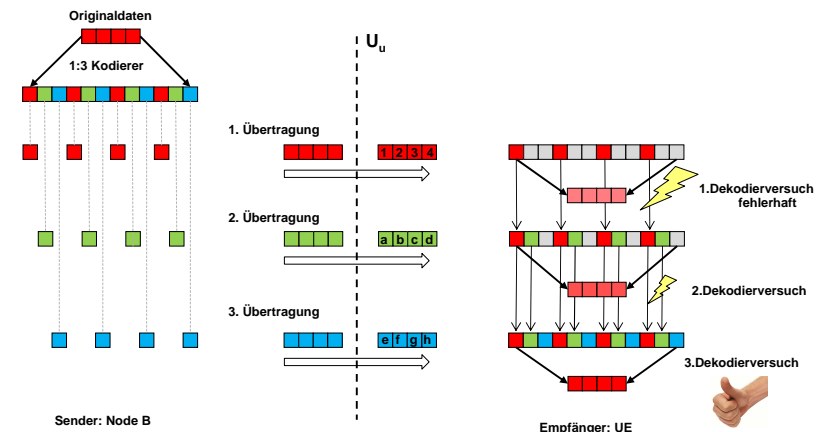 Originaldaten
1:3 Kodierer
Uu
1. Übertragung
1 2 3 4
1.Dekodierversuch
fehlerhaft
2. Übertragung
a b c d
2.Dekodierversuch
3. Übertragung
e f g h
3.Dekodierversuch
Sender: Node B
Empfänger: UE